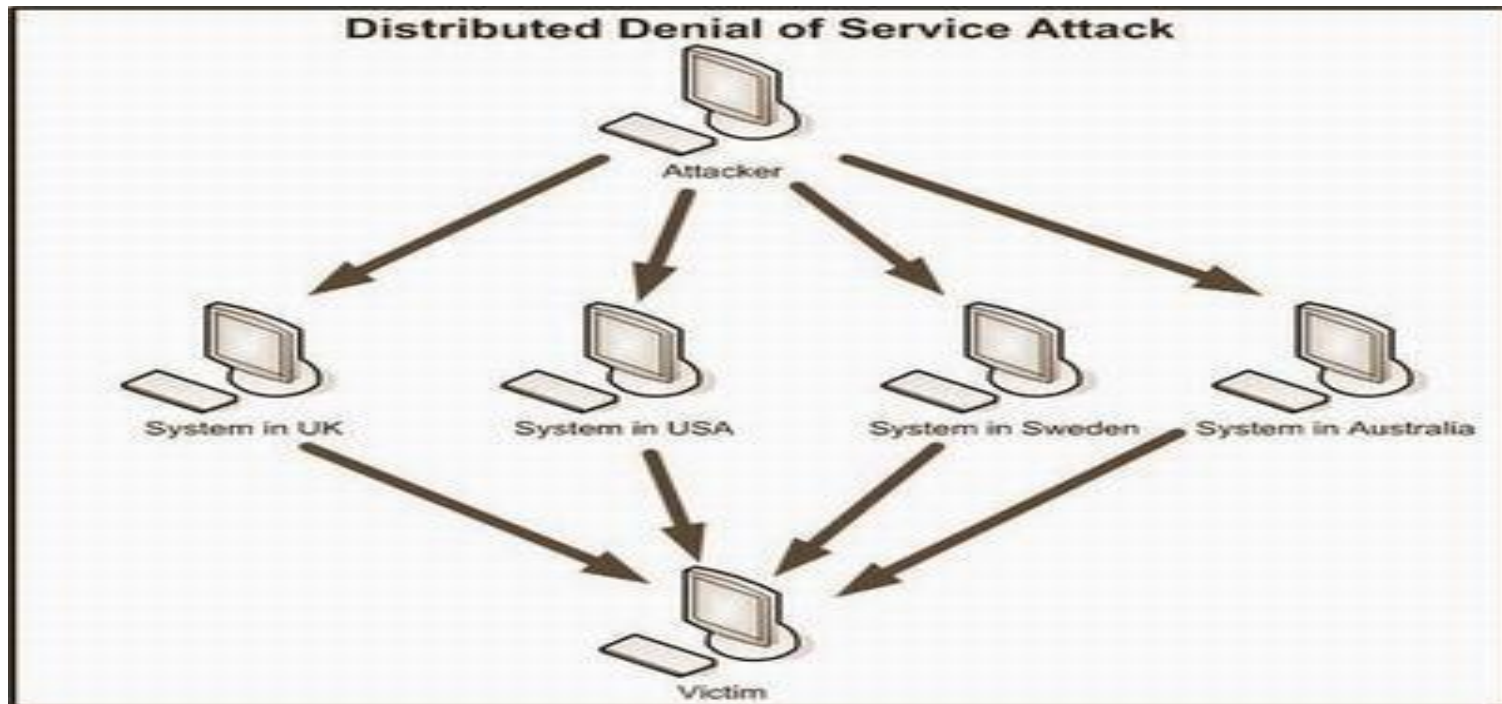 Distributed Denial of Service Attack
Attacker
System in UK
System in USA
System in Sweden
System in Australia
Victim